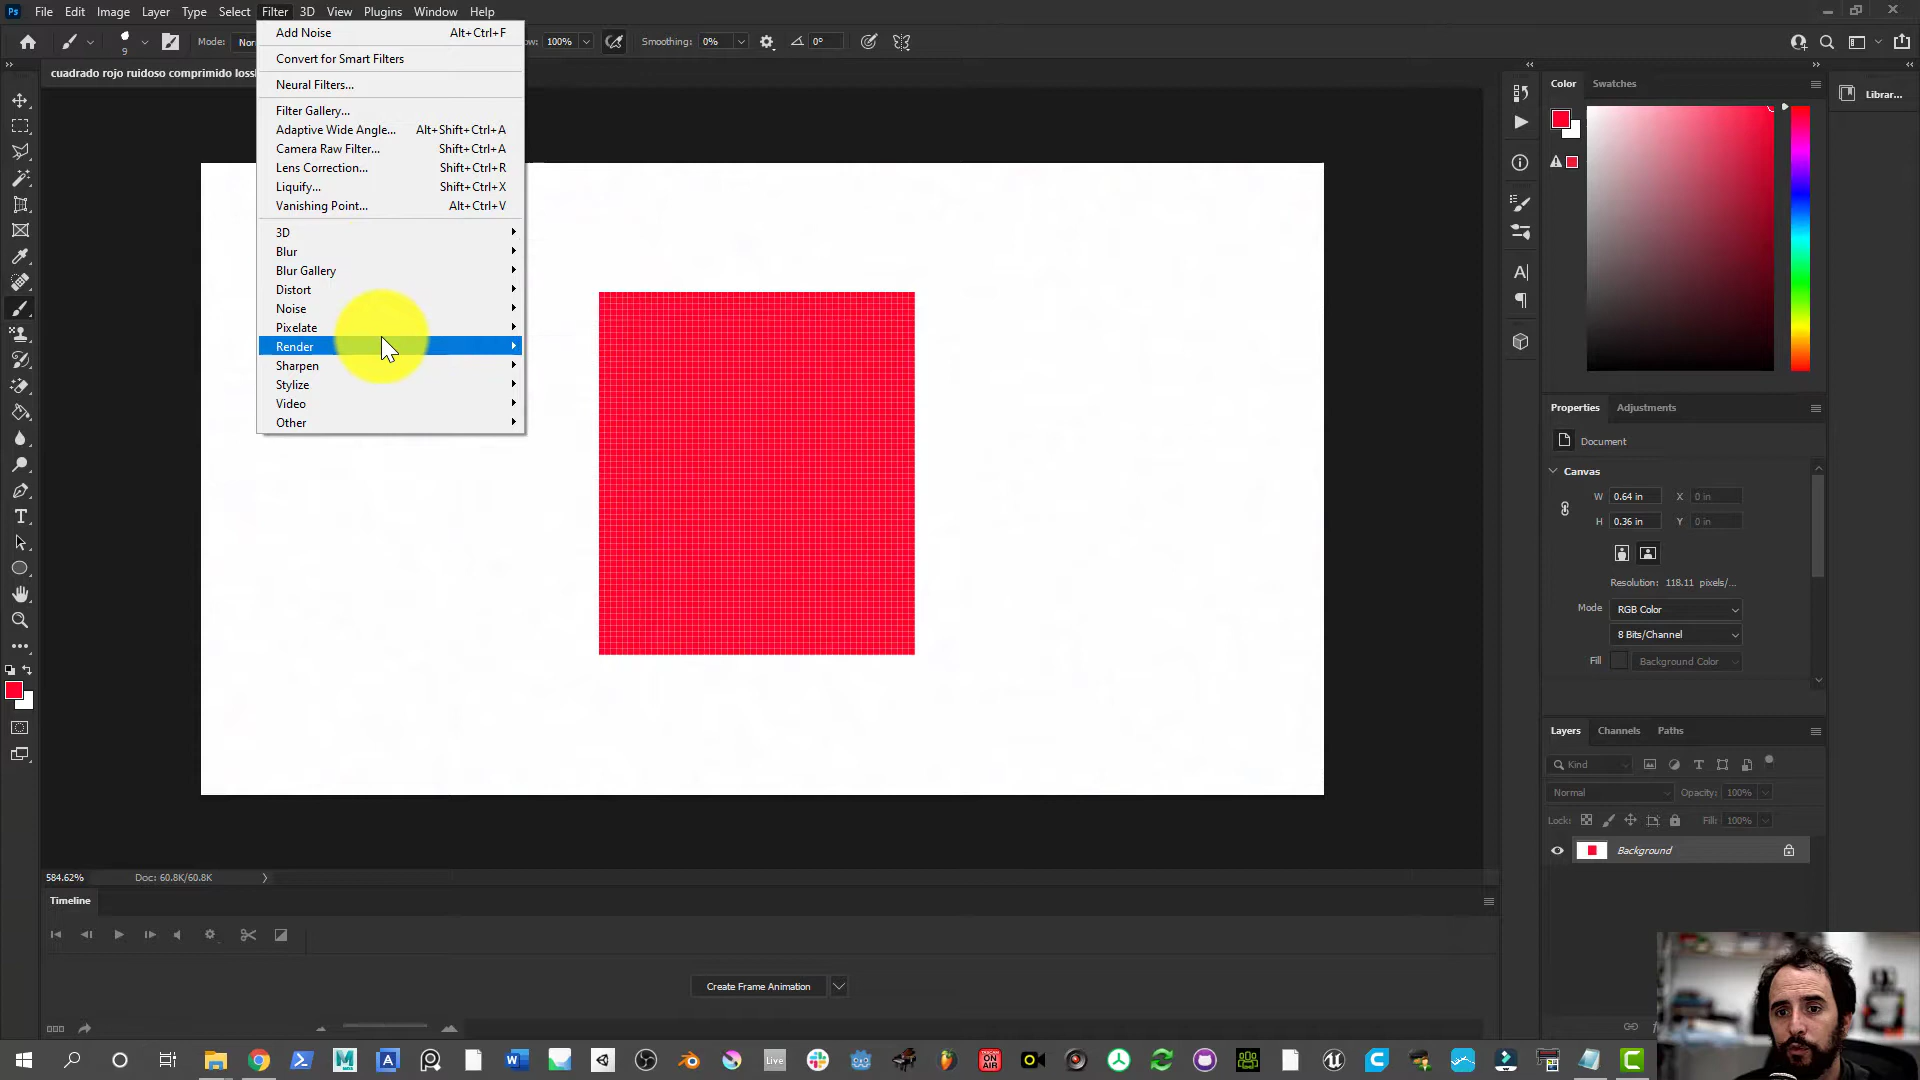 Ps File Edit Image Layer Type Select Filter 3D View Plugins Window Help
9 Mode: 100% Smoothing: 0% 0°
cuadrado rojo ruidoso comprimido
Add Noise Alt+Ctrl+F
Convert for Smart Filters
Neural Filters...
Filter Gallery...
Adaptive Wide Angle... Alt+Shift+Ctrl+A
Camera Raw Filter... Shift+Ctrl+A
Lens Correction... Shift+Ctrl+R
Liquify... Shift+Ctrl+X
Vanishing Point... Alt+Ctrl+V
3D
Blur
Blur Gallery
Distort
Noise
Pixelate
Render
Sharpen
Stylize
Video
Other
Color Swatches
Librar...
Properties Adjustments
Document
Canvas
W 0.64 in X 0 in
H 0.36 in Y 0 in
Resolution: 118.11 pixels/...
Mode RGB Color
8 Bits/Channel
Fill Background Color
Layers Channels Paths
Kind
Normal Opacity: 100%
Lock: Fill: 100%
Background
584.62% Doc: 60.8K/60.8K
Timeline
Create Frame Animation
Live
ON AIR